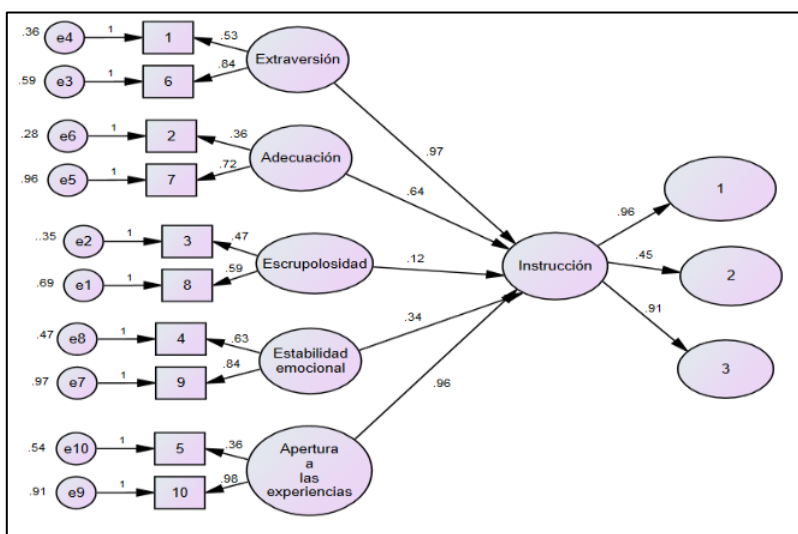 .36 e4 1 1 .53
Extraversión
.59 e3 1 6 .84
.97
.28 e6 1 2 .36
Adecuación
.96 e5 1 7 .72
.64
1
.96
..35 e2 1 3 .47
Escrupolosidad
.12
Instrucción
.45
2
.69 e1 1 8 .59
.91
.47 e8 1 4 .63
.34
Estabilidad
emocional
3
.97 e7 1 9 .84
.96
.54 e10 1 5 .36
Apertura
a
las
experiencias
.91 e9 1 10 .98